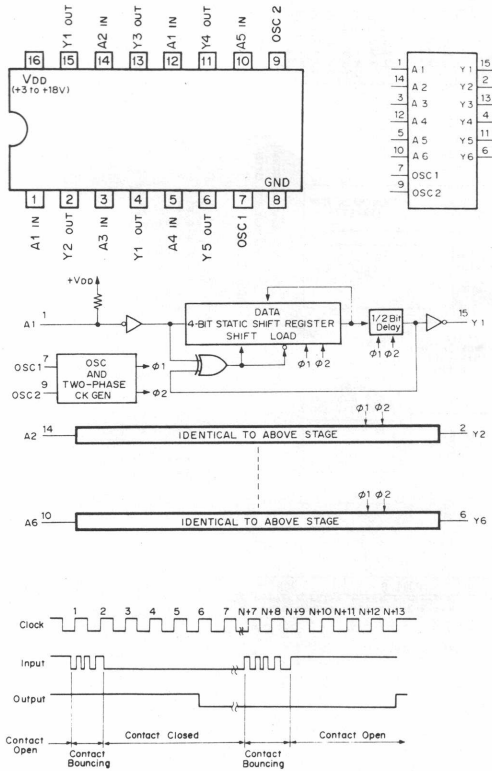 Y1 OUT
A2 IN
Y3 OUT
A1 IN
Y4 OUT
A5 IN
OSC 2
16 15 14 13 12 11 10 9
VDD
(+3 to +18V)
GND
1 2 3 4 5 6 7 8
A1 IN
Y2 OUT
A3 IN
Y1 OUT
A4 IN
Y5 OUT
OSC1
1 A1 Y1 15
14 A2 Y2 2
3 A3 Y3 13
12 A4 Y4 4
5 A5 Y5 11
10 A6 Y6 6
7 OSC1
9 OSC2
+VDD
A1 1
DATA
4-BIT STATIC SHIFT REGISTER
SHIFT LOAD
1/2 Bit
Delay
15 Y1
ϕ1 ϕ2
ϕ1 ϕ2
OSC1 7
OSC2 9
OSC
AND
TWO-PHASE
CK GEN
ϕ1
ϕ2
ϕ1 ϕ2
A2 14 IDENTICAL TO ABOVE STAGE 2 Y2
ϕ1 ϕ2
A6 10 IDENTICAL TO ABOVE STAGE 6 Y6
1 2 3 4 5 6 7 N+7 N+8 N+9 N+10 N+11 N+12 N+13
Clock
Input
Output
Contact
Open
Contact
Bouncing
Contact Closed
Contact
Bouncing
Contact Open